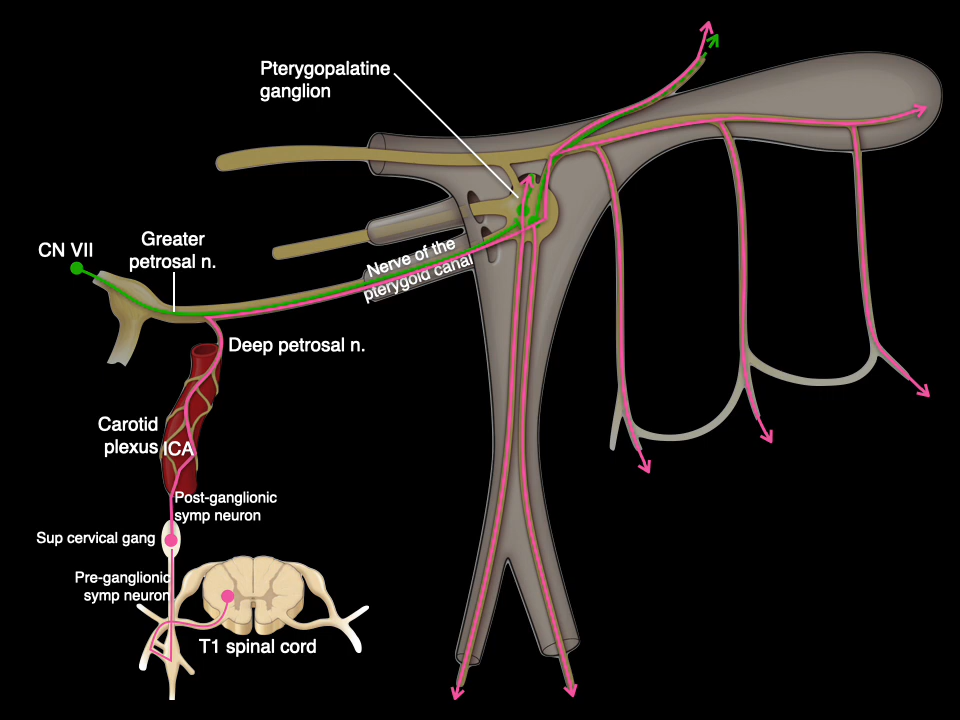 Pterygopalatine
ganglion
CN VII
Greater
petrosal n.
Nerve of the
pterygoid canal
Deep petrosal n.
Carotid
plexus
ICA
Post-ganglionic
symp neuron
Sup cervical gang
Pre-ganglionic
symp neuron
T1 spinal cord